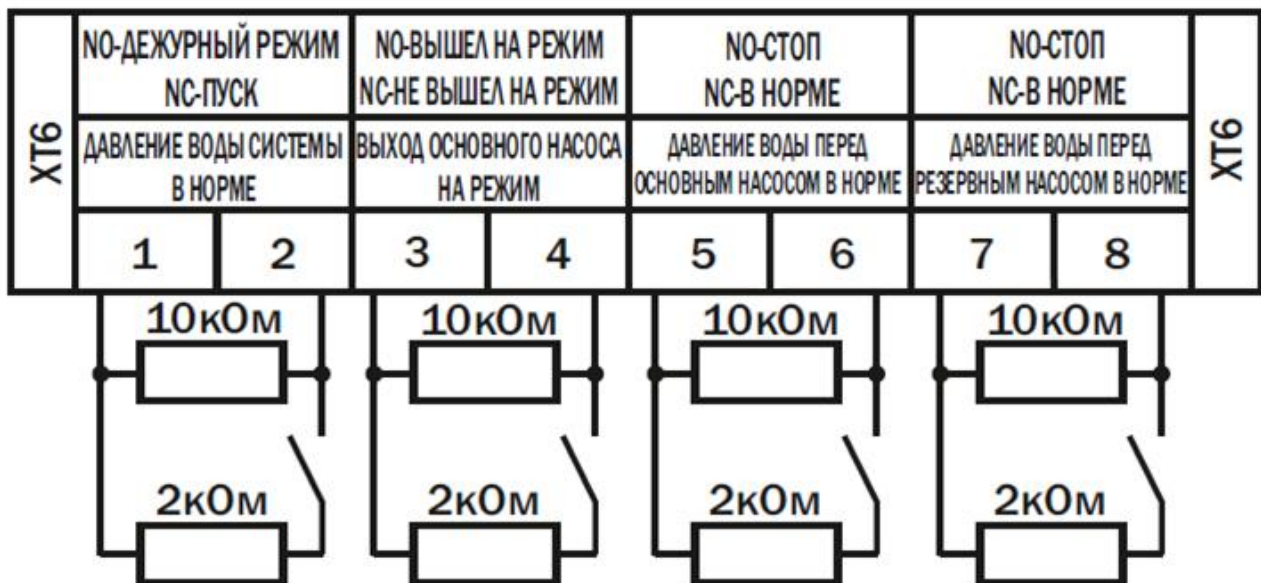 XT6
NO-ДЕЖУРНЫЙ РЕЖИМ
NC-ПУСК
NO-ВЫШЕЛ НА РЕЖИМ
NC-НЕ ВЫШЕЛ НА РЕЖИМ
NO-СТОП
NC-В НОРМЕ
NO-СТОП
NC-В НОРМЕ
XT6
ДАВЛЕНИЕ ВОДЫ СИСТЕМЫ
В НОРМЕ
ВЫХОД ОСНОВНОГО НАСОСА
НА РЕЖИМ
ДАВЛЕНИЕ ВОДЫ ПЕРЕД
ОСНОВНЫМ НАСОСОМ В НОРМЕ
ДАВЛЕНИЕ ВОДЫ ПЕРЕД
РЕЗЕРВНЫМ НАСОСОМ В НОРМЕ
1 2 3 4 5 6 7 8
10кОм 10кОм 10кОм 10кОм
2кОм 2кОм 2кОм 2кОм